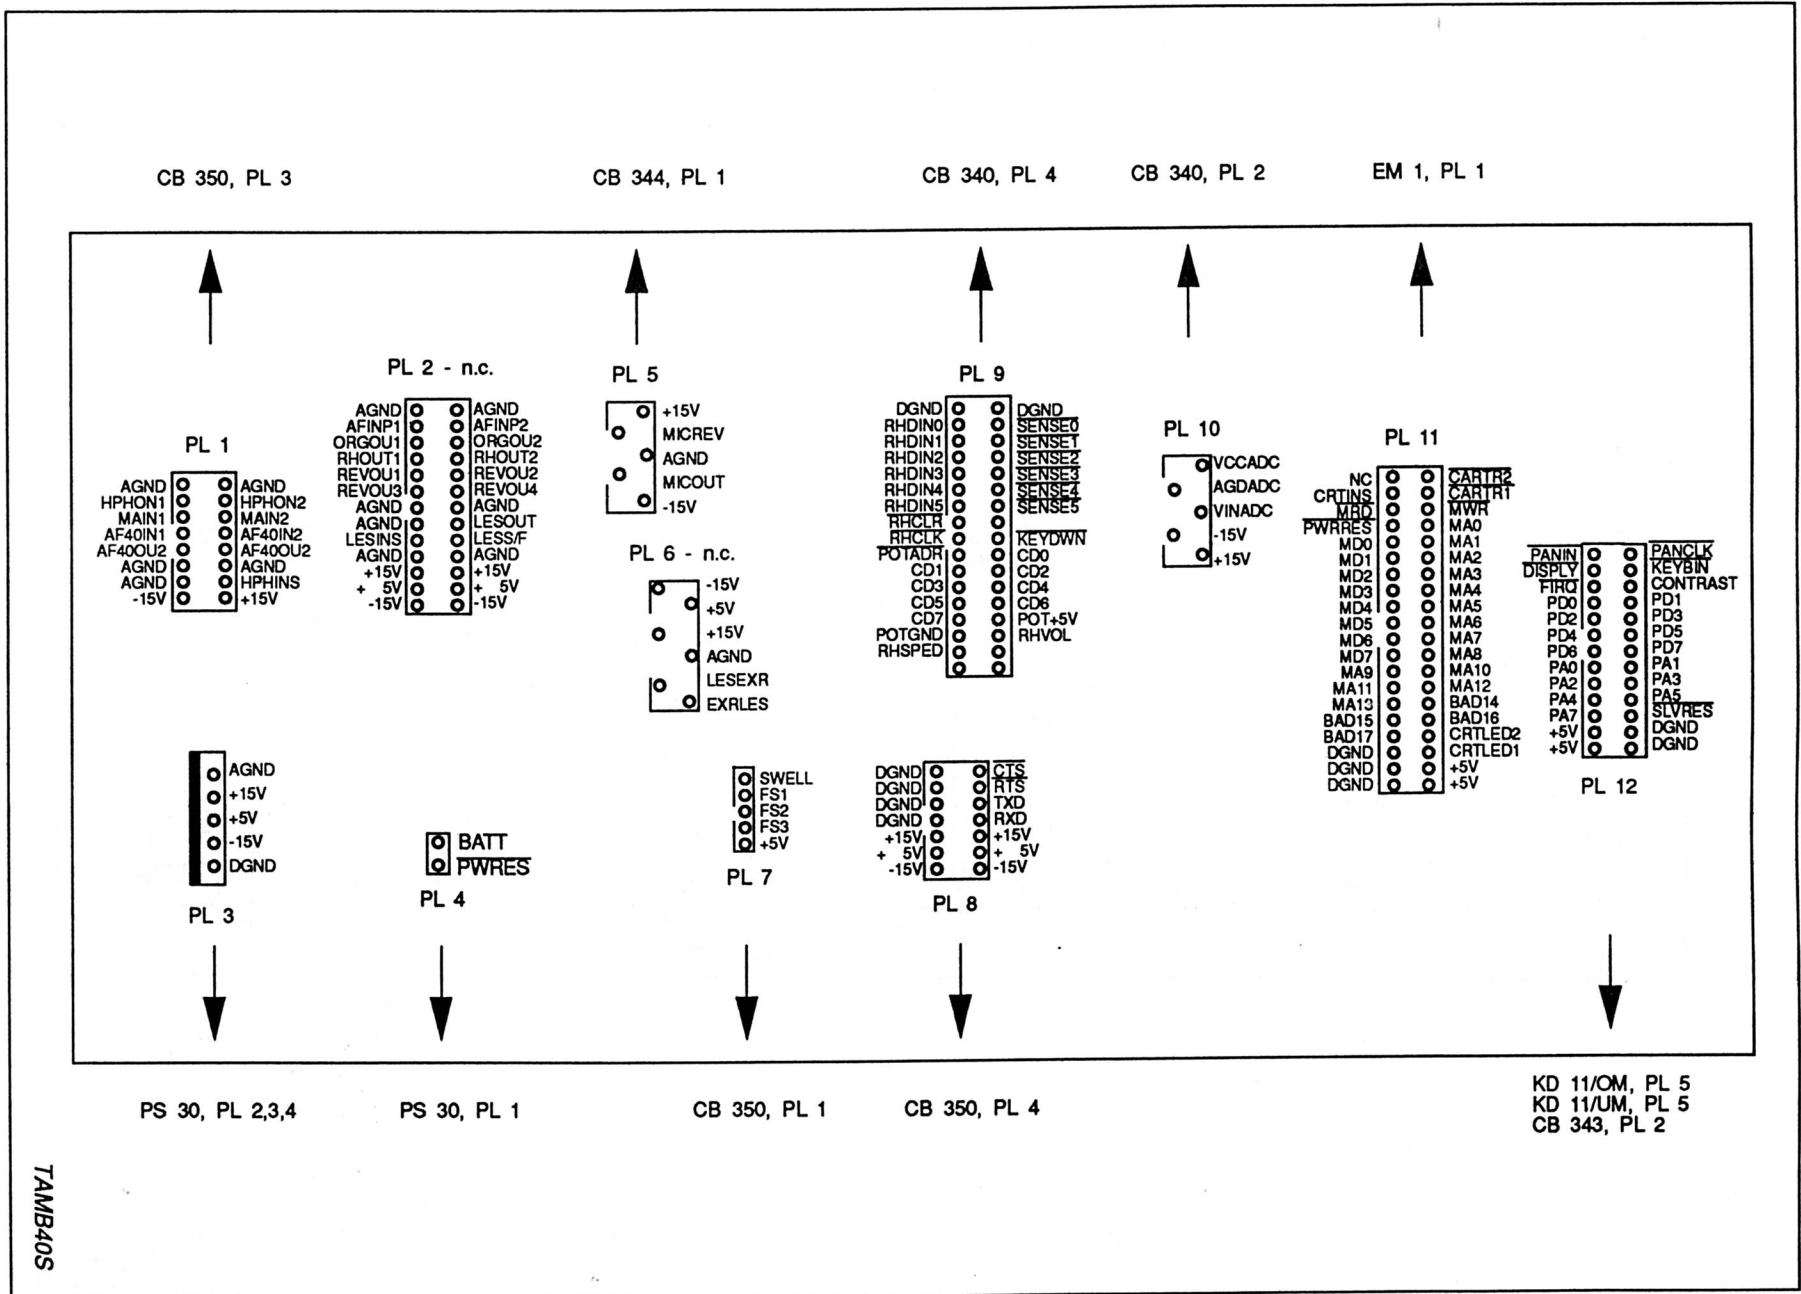 CB 350, PL 3
CB 344, PL 1
CB 340, PL 4
CB 340, PL 2
EM 1, PL 1
PL 1
AGND AGND
HPHON1 HPHON2
MAIN1 MAIN2
AF40IN1 AF40IN2
AF40OU2 AF40OU2
AGND AGND
AGND HPHINS
-15V +15V
PL 2 - n.c.
AGND AGND
AFINP1 AFINP2
ORGOU1 ORGOU2
RHOUT1 RHOUT2
REVOU1 REVOU2
REVOU3 REVOU4
AGND AGND
AGND LESOUT
LESINS LESS/F
AGND AGND
+15V +15V
+ 5V + 5V
-15V -15V
PL 5
+15V
MICREV
AGND
MICOUT
-15V
PL 6 - n.c.
-15V
+5V
+15V
AGND
LESEXR
EXRLES
PL 9
DGND DGND
RHDIN0 SENSE0
RHDIN1 SENSE1
RHDIN2 SENSE2
RHDIN3 SENSE3
RHDIN4 SENSE4
RHDIN5 SENSE5
RHCLR
RHCLK KEYDWN
POTADR CD0
CD1 CD2
CD3 CD4
CD5 CD6
CD7 POT+5V
POTGND RHVOL
RHSPED
PL 10
VCCADC
AGDADC
VINADC
-15V
+15V
PL 11
NC CARTR2
CRTINS CARTR1
MRD MWR
PWRRES MA0
MD0 MA1
MD1 MA2
MD2 MA3
MD3 MA4
MD4 MA5
MD5 MA6
MD6 MA7
MD7 MA8
MA9 MA10
MA11 MA12
MA13 BAD14
BAD15 BAD16
BAD17 CRTLED2
DGND CRTLED1
DGND +5V
DGND +5V
PANIN PANCLK
DISPLY KEYBIN
FIRQ CONTRAST
PD0 PD1
PD2 PD3
PD4 PD5
PD6 PD7
PA0 PA1
PA2 PA3
PA4 PA5
PA7 SLVRES
+5V DGND
+5V DGND
PL 12
AGND
+15V
+5V
-15V
DGND
PL 3
BATT
PWRES
PL 4
SWELL
FS1
FS2
FS3
+5V
PL 7
DGND CTS
DGND RTS
DGND TXD
DGND RXD
+15V +15V
+ 5V + 5V
-15V -15V
PL 8
PS 30, PL 2,3,4
PS 30, PL 1
CB 350, PL 1
CB 350, PL 4
KD 11/OM, PL 5
KD 11/UM, PL 5
CB 343, PL 2
TAMB40S